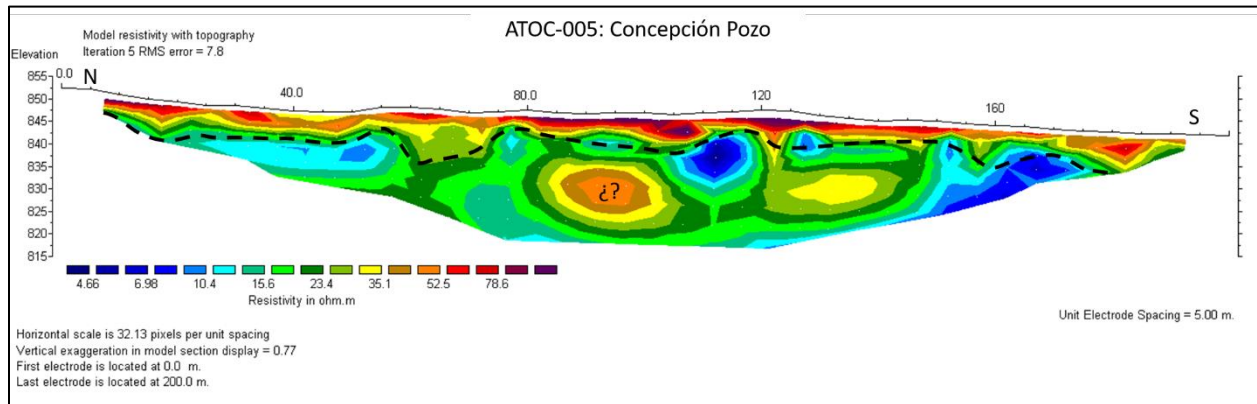 ATOC-005: Concepción Pozo
Model resistivity with topography
Iteration 5 RMS error = 7.8
Elevation
855
850
845
840
835
830
825
820
815
0.0 N
40.0
80.0
120
160
S
¿?
4.66 6.98 10.4 15.6 23.4 35.1 52.5 78.6
Resistivity in ohm.m
Unit Electrode Spacing = 5.00 m.
Horizontal scale is 32.13 pixels per unit spacing
Vertical exaggeration in model section display = 0.77
First electrode is located at 0.0 m.
Last electrode is located at 200.0 m.